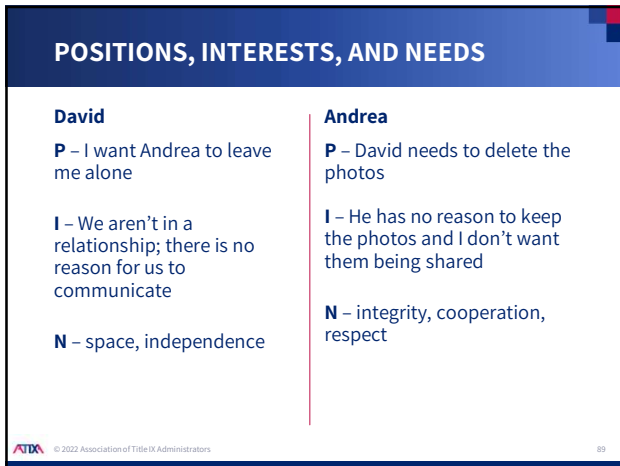 POSITIONS, INTERESTS, AND NEEDS
David
P – I want Andrea to leave
me alone
I – We aren’t in a
relationship; there is no
reason for us to
communicate
N – space, independence
Andrea
P – David needs to delete the
photos
I – He has no reason to keep
the photos and I don’t want
them being shared
N – integrity, cooperation,
respect
ATIXA © 2022 Association of Title IX Administrators
89